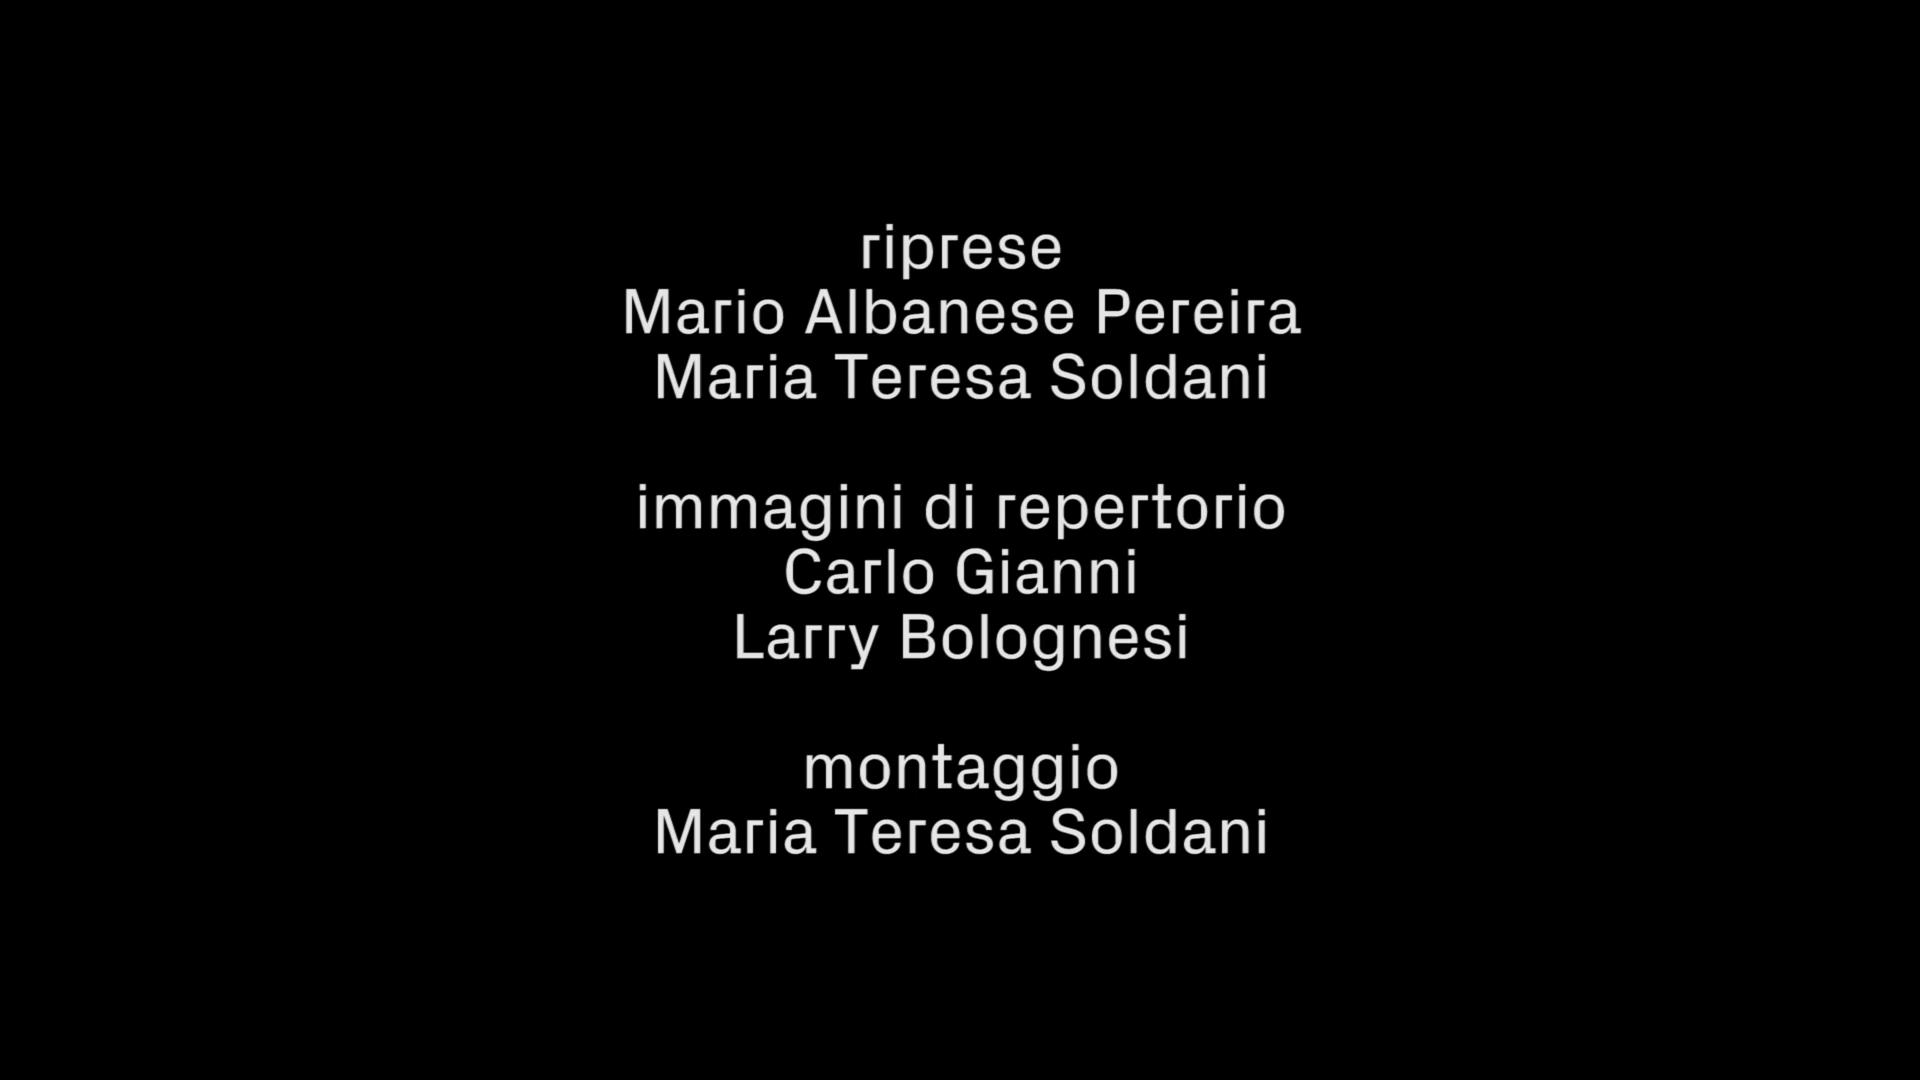 riprese
Mario Albanese Pereira
Maria Teresa Soldani
immagini di repertorio
Carlo Gianni
Larry Bolognesi
montaggio
Maria Teresa Soldani